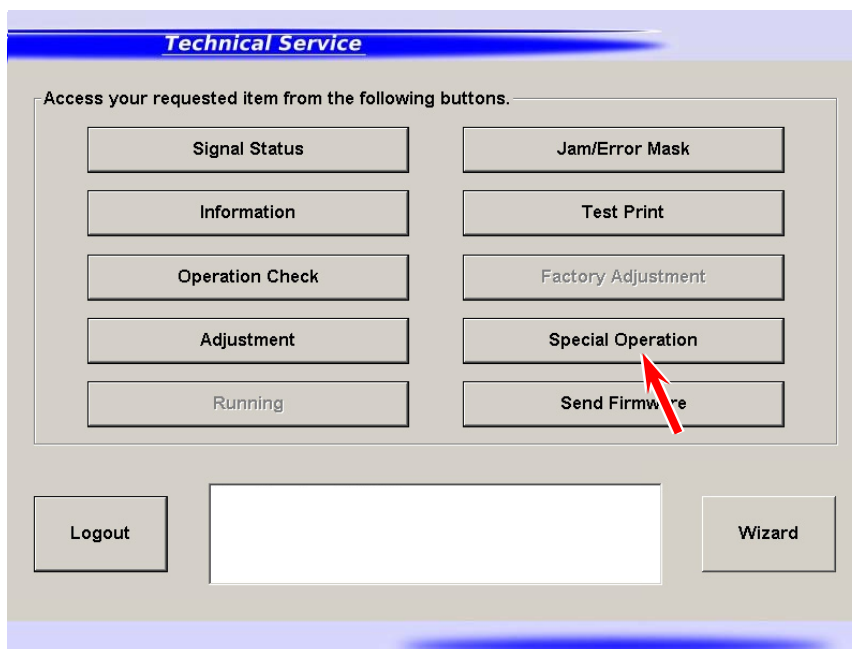 Technical Service
Access your requested item from the following buttons.
Signal Status
Jam/Error Mask
Information
Test Print
Operation Check
Factory Adjustment
Adjustment
Special Operation
Running
Send Firmware
Logout
Wizard